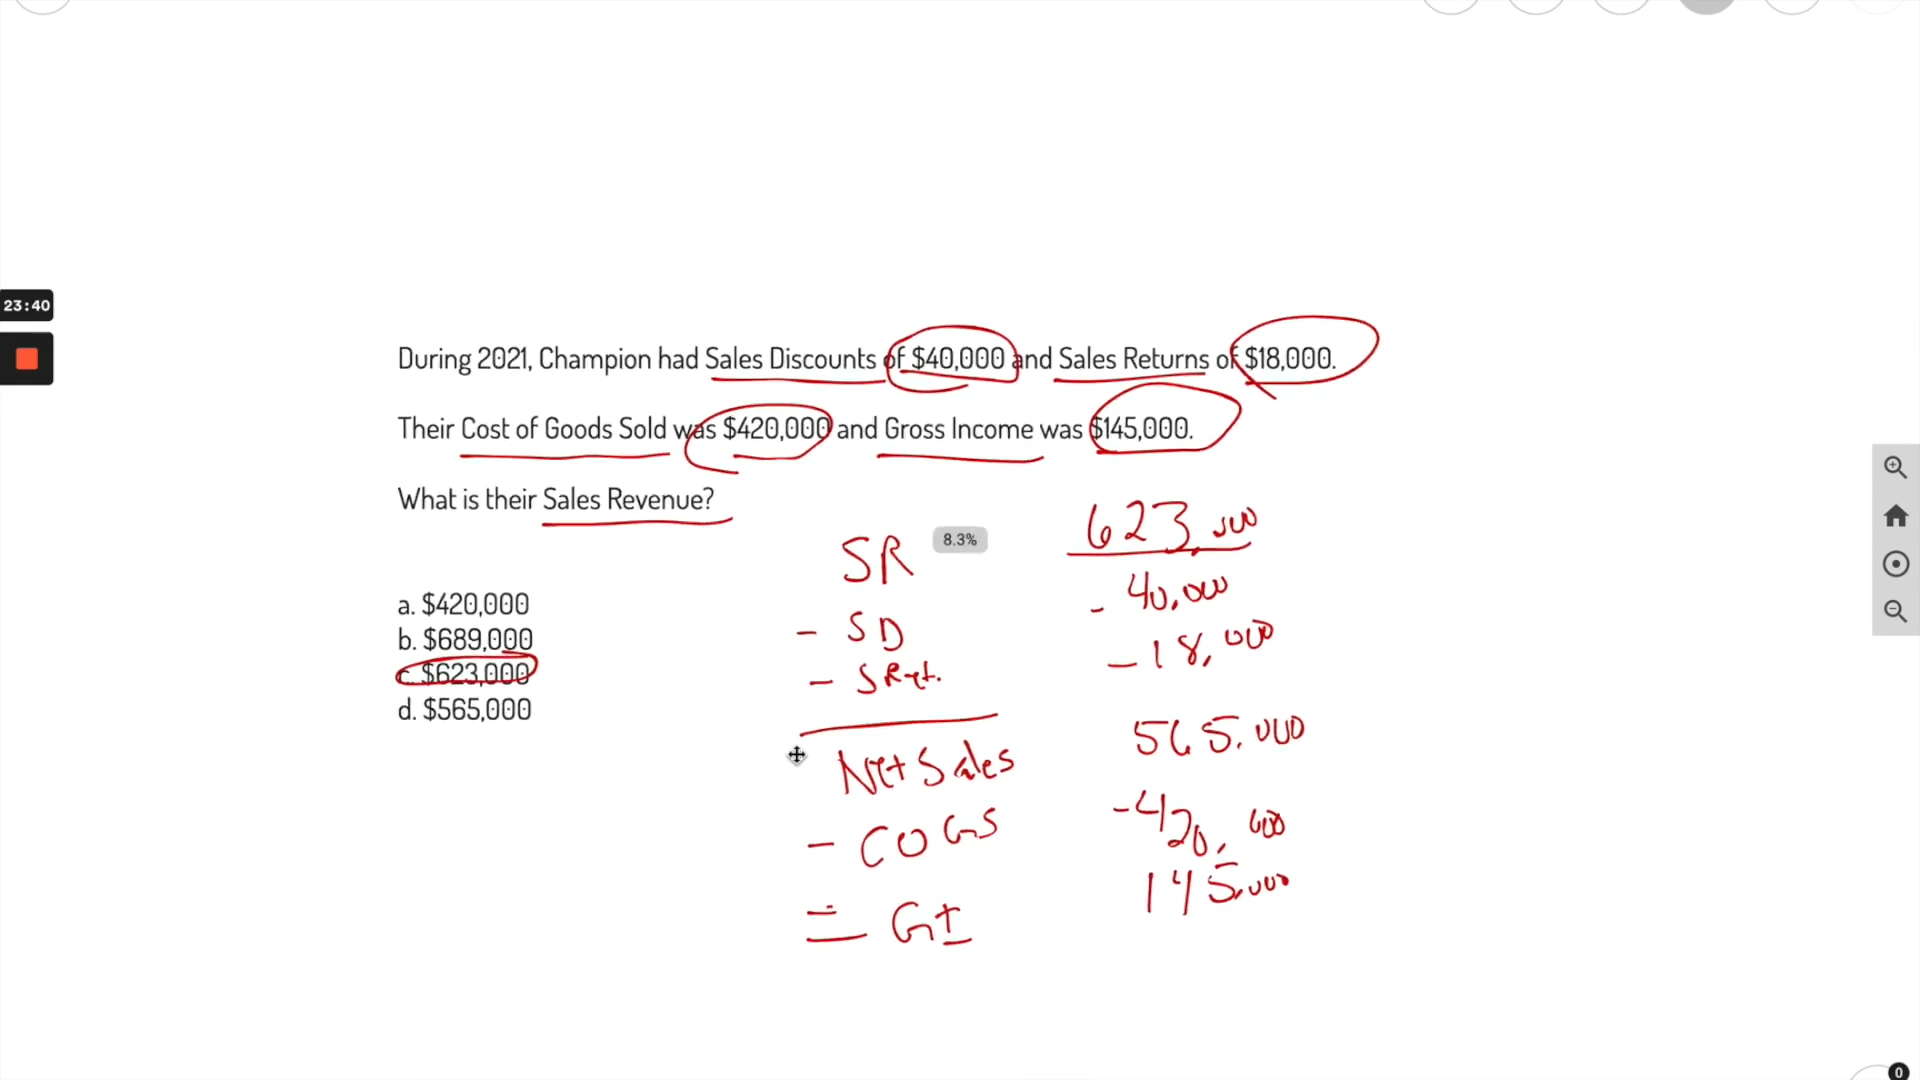 23:40
During 2021, Champion had Sales Discounts of $40,000 and Sales Returns of $18,000.
Their Cost of Goods Sold was $420,000 and Gross Income was $145,000.
What is their Sales Revenue?
a. $420,000
b. $689,000
c. $623,000
d. $565,000
8.3%
SR 623,000
- SD - 40,000
- SRet. - 18,000
Net Sales 565.000
- COGS - 420,000
= GI 145,000
0